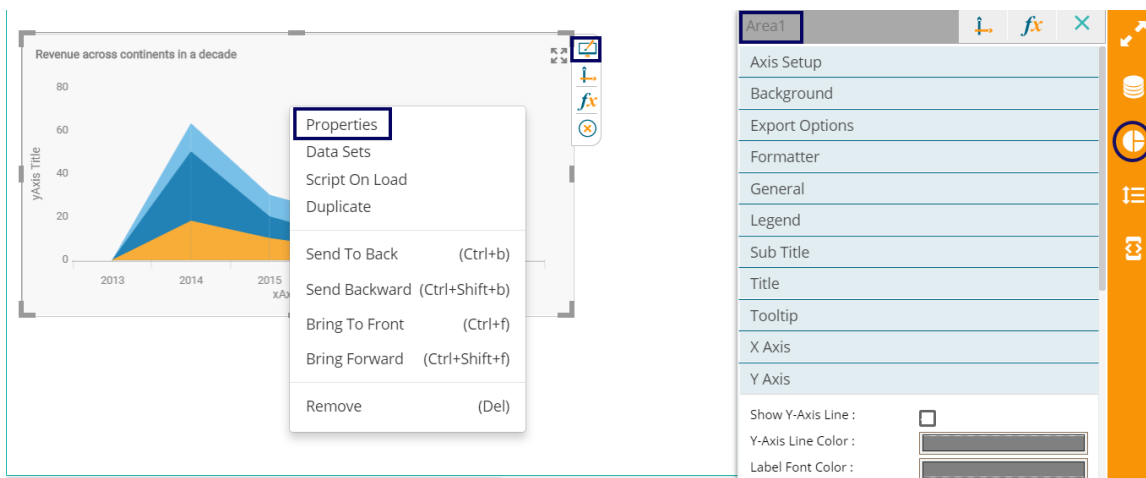 Revenue across continents in a decade
80
60
40
20
0
yAxis Title
2013
2014
2015
fx
Properties
Data Sets
Script On Load
Duplicate
Send To Back (Ctrl+b)
Send Backward (Ctrl+Shift+b)
Bring To Front (Ctrl+f)
Bring Forward (Ctrl+Shift+f)
Remove (Del)
Area1
fx
Axis Setup
Background
Export Options
Formatter
General
Legend
Sub Title
Title
Tooltip
X Axis
Y Axis
Show Y-Axis Line :
Y-Axis Line Color :
Label Font Color :